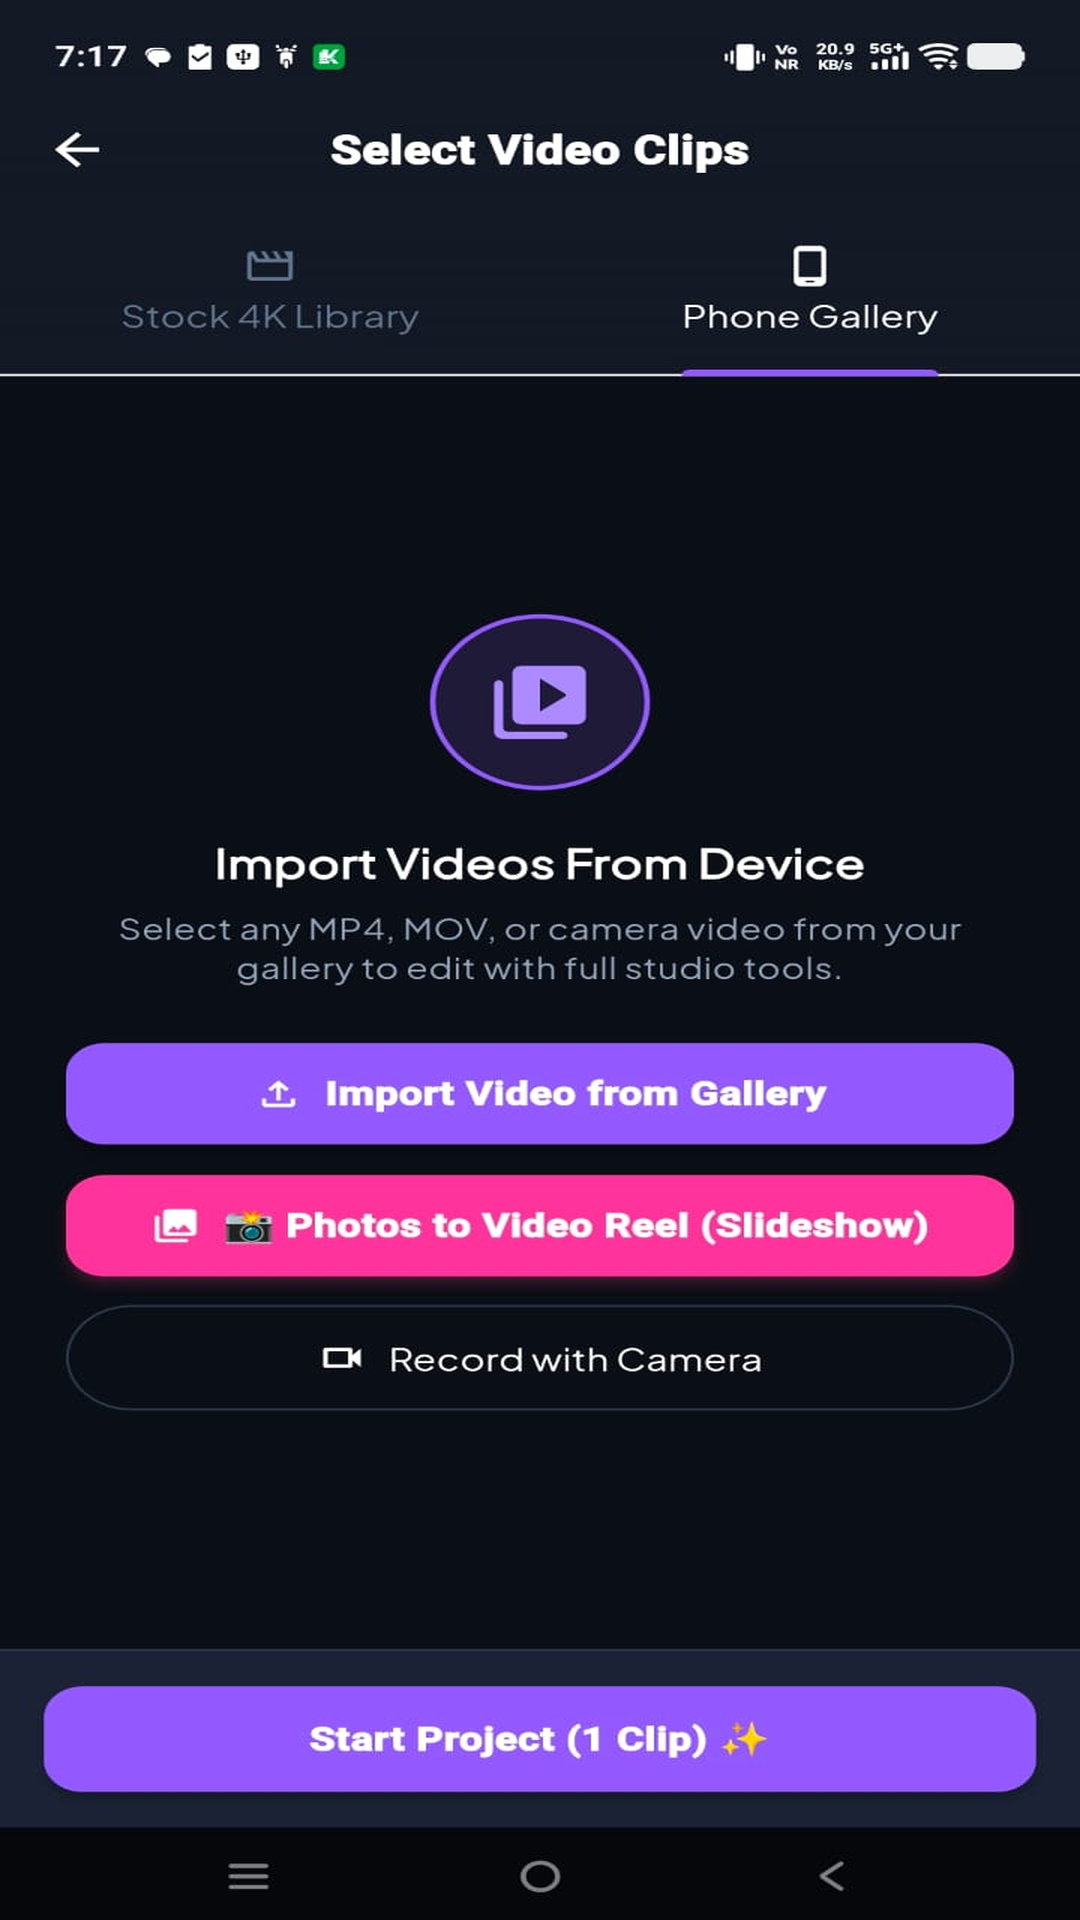 7:17
Vo NR
20.9 KB/s
5G+
Select Video Clips
Stock 4K Library
Phone Gallery
Import Videos From Device
Select any MP4, MOV, or camera video from your
gallery to edit with full studio tools.
Import Video from Gallery
📸 Photos to Video Reel (Slideshow)
Record with Camera
Start Project (1 Clip) ✨